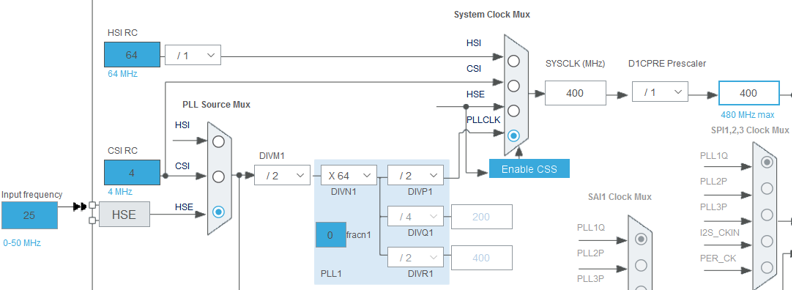 System Clock Mux
HSI RC
64
64 MHz
/ 1
HSI
CSI
HSE
PLLCLK
SYSCLK (MHz)
400
D1CPRE Prescaler
/ 1
400
480 MHz max
Enable CSS
PLL Source Mux
HSI
CSI
HSE
CSI RC
4
4 MHz
Input frequency
25
0-50 MHz
HSE
DIVM1
/ 2
X 64
DIVN1
/ 2
DIVP1
/ 4
DIVQ1
200
0
fracn1
/ 2
DIVR1
400
PLL1
SAI1 Clock Mux
PLL1Q
PLL2P
PLL3P
SPI1,2,3 Clock Mux
PLL1Q
PLL2P
PLL3P
I2S_CKIN
PER_CK